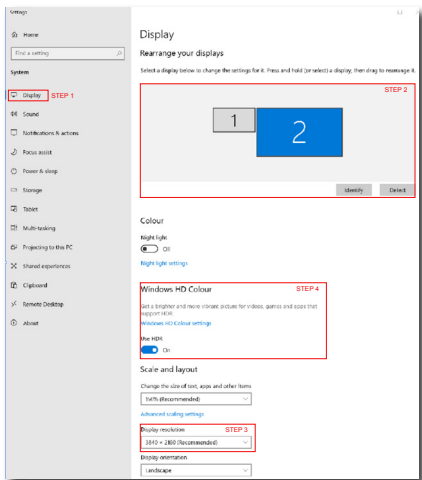 Settings
Home
Find a setting
System
Display STEP 1
Sound
Notifications & actions
Focus assist
Power & sleep
Storage
Tablet
Multi-tasking
Projecting to this PC
Shared experiences
Clipboard
Remote Desktop
About
Display
Rearrange your displays
Select a display below to change the settings for it. Press and hold (or select) a display, then drag to rearrange it.
STEP 2
1
2
Identify Detect
Colour
Night light
Off
Night light settings
Windows HD Colour STEP 4
Get a brighter and more vibrant picture for videos, games and apps that
support HDR.
Windows HD Colour settings
Use HDR
On
Scale and layout
Change the size of text, apps and other items
(Recommended)
Advanced scaling settings
Display resolution STEP 3
3840 × 2160 (Recommended)
Display orientation
Landscape